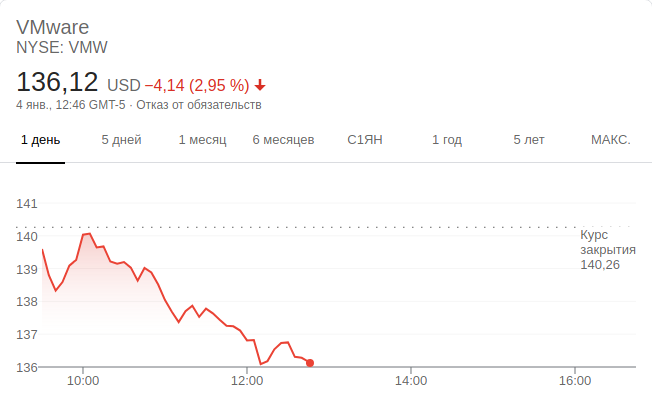 VMware
NYSE: VMW
136,12 USD −4,14 (2,95 %)
4 янв., 12:46 GMT-5 · Отказ от обязательств
1 день 5 дней 1 месяц 6 месяцев С1ЯН 1 год 5 лет МАКС.
141
140
139
138
137
136
Курс
закрытия
140,26
10:00 12:00 14:00 16:00